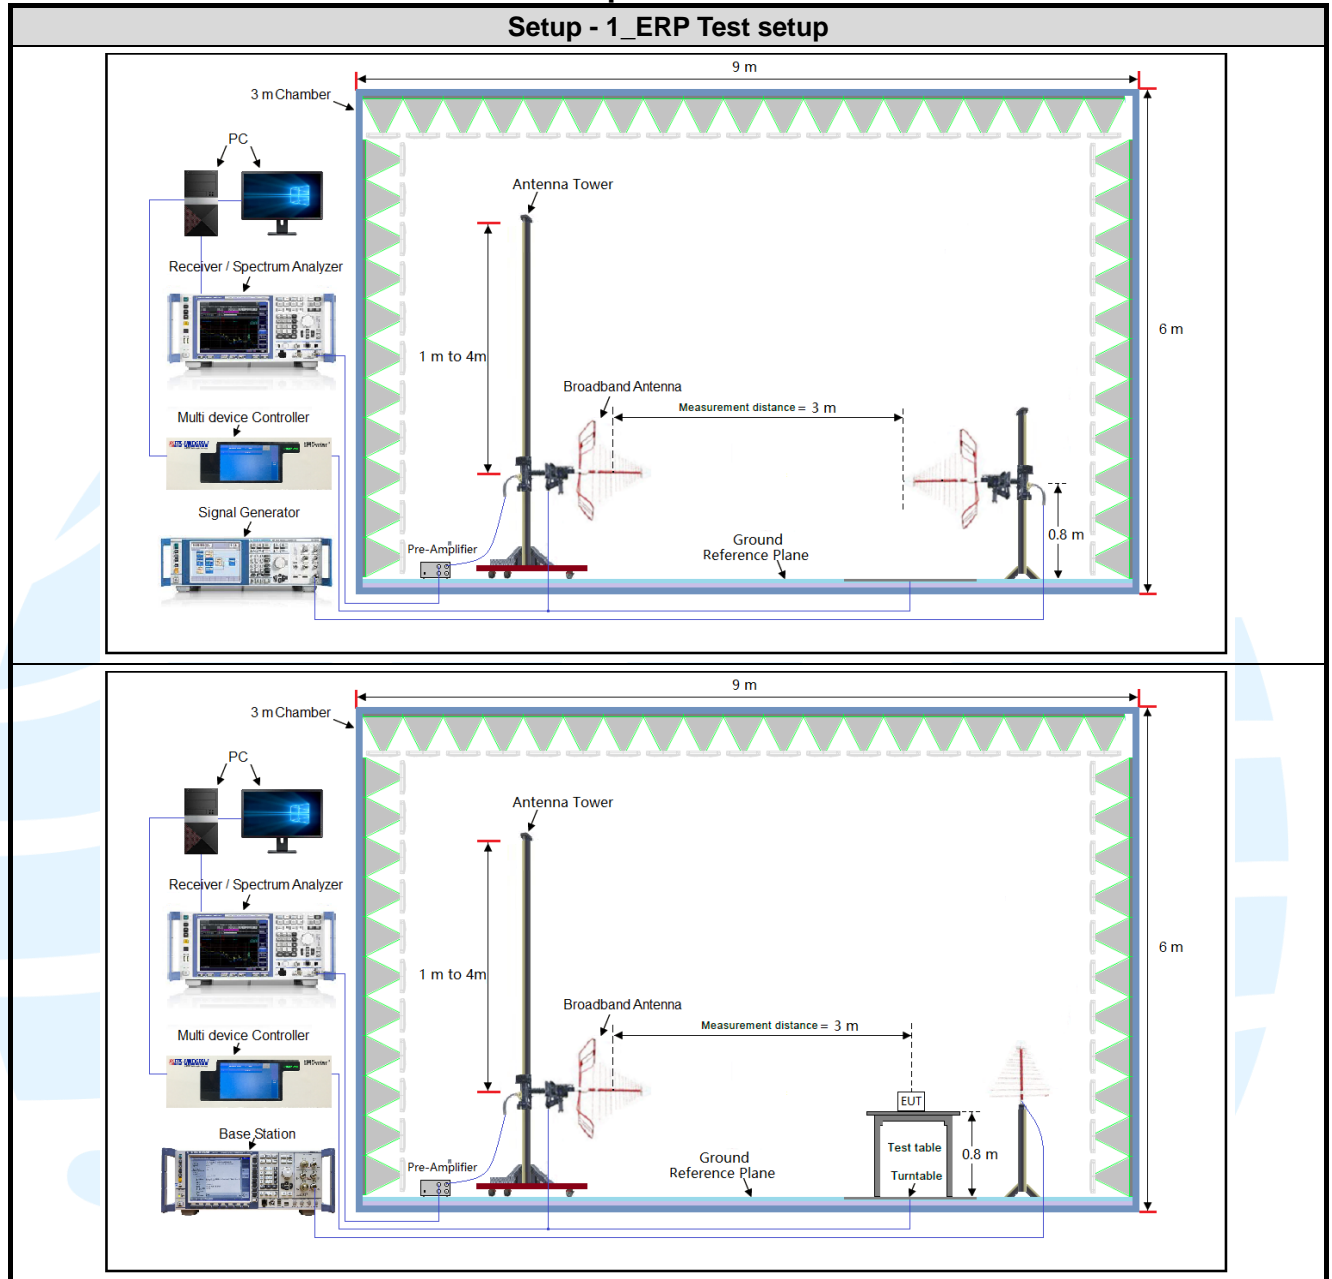 Setup - 1_ERP Test setup
9 m
3 m Chamber
PC
Antenna Tower
Receiver / Spectrum Analyzer
6 m
1 m to 4m
Broadband Antenna
Measurement distance = 3 m
Multi device Controller
Signal Generator
Ground
Reference Plane
0.8 m
Pre-Amplifier
9 m
3 m Chamber
PC
Antenna Tower
Receiver / Spectrum Analyzer
6 m
1 m to 4m
Broadband Antenna
Measurement distance = 3 m
Multi device Controller
EUT
Base Station
Test table
0.8 m
Ground
Reference Plane
Pre-Amplifier
Turntable